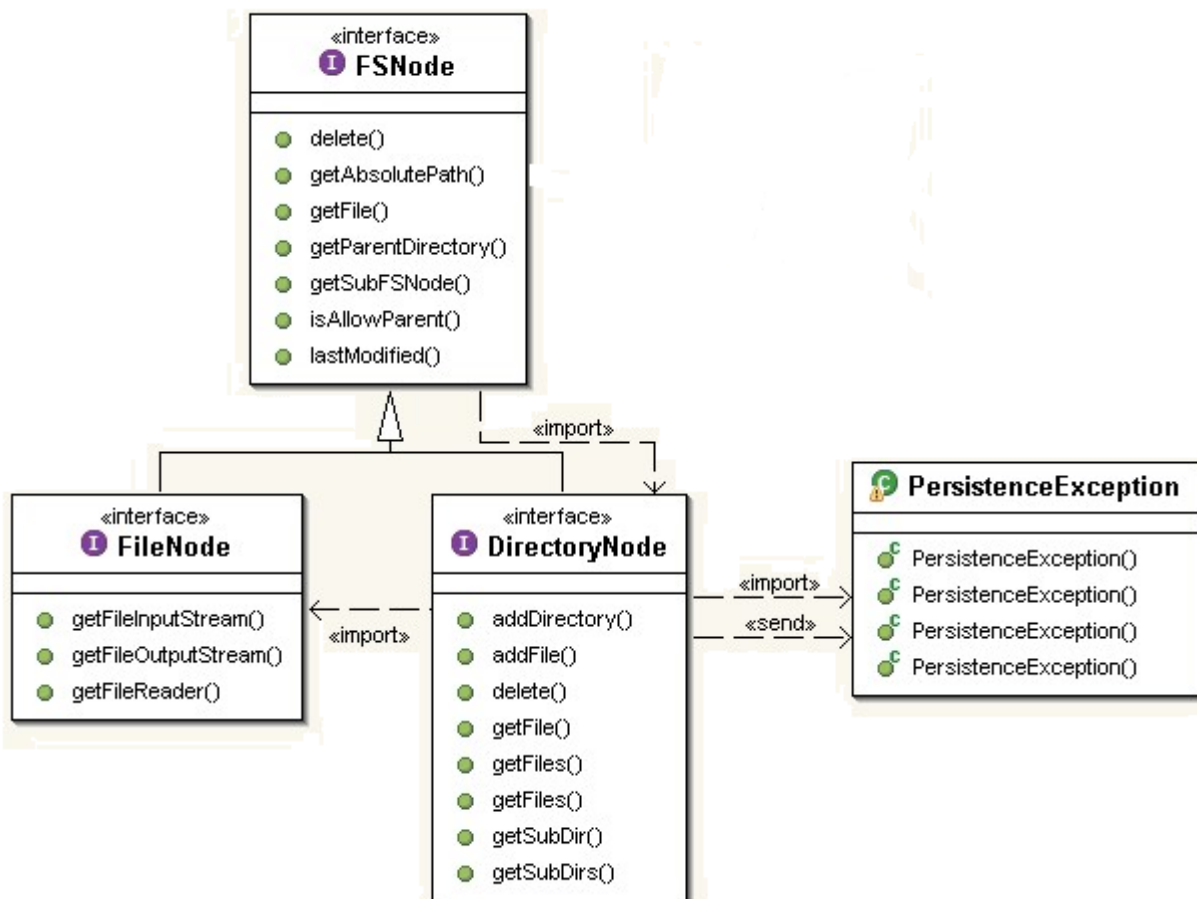 «interface»
I FSNode
delete()
getAbsolutePath()
getFile()
getParentDirectory()
getSubFSNode()
isAllowParent()
lastModified()
«import»
«interface»
I FileNode
getFileInputStream()
getFileOutputStream()
getFileReader()
«import»
«interface»
I DirectoryNode
addDirectory()
addFile()
delete()
getFile()
getFiles()
getFiles()
getSubDir()
getSubDirs()
«import»
«send»
C PersistenceException
C PersistenceException()
C PersistenceException()
C PersistenceException()
C PersistenceException()